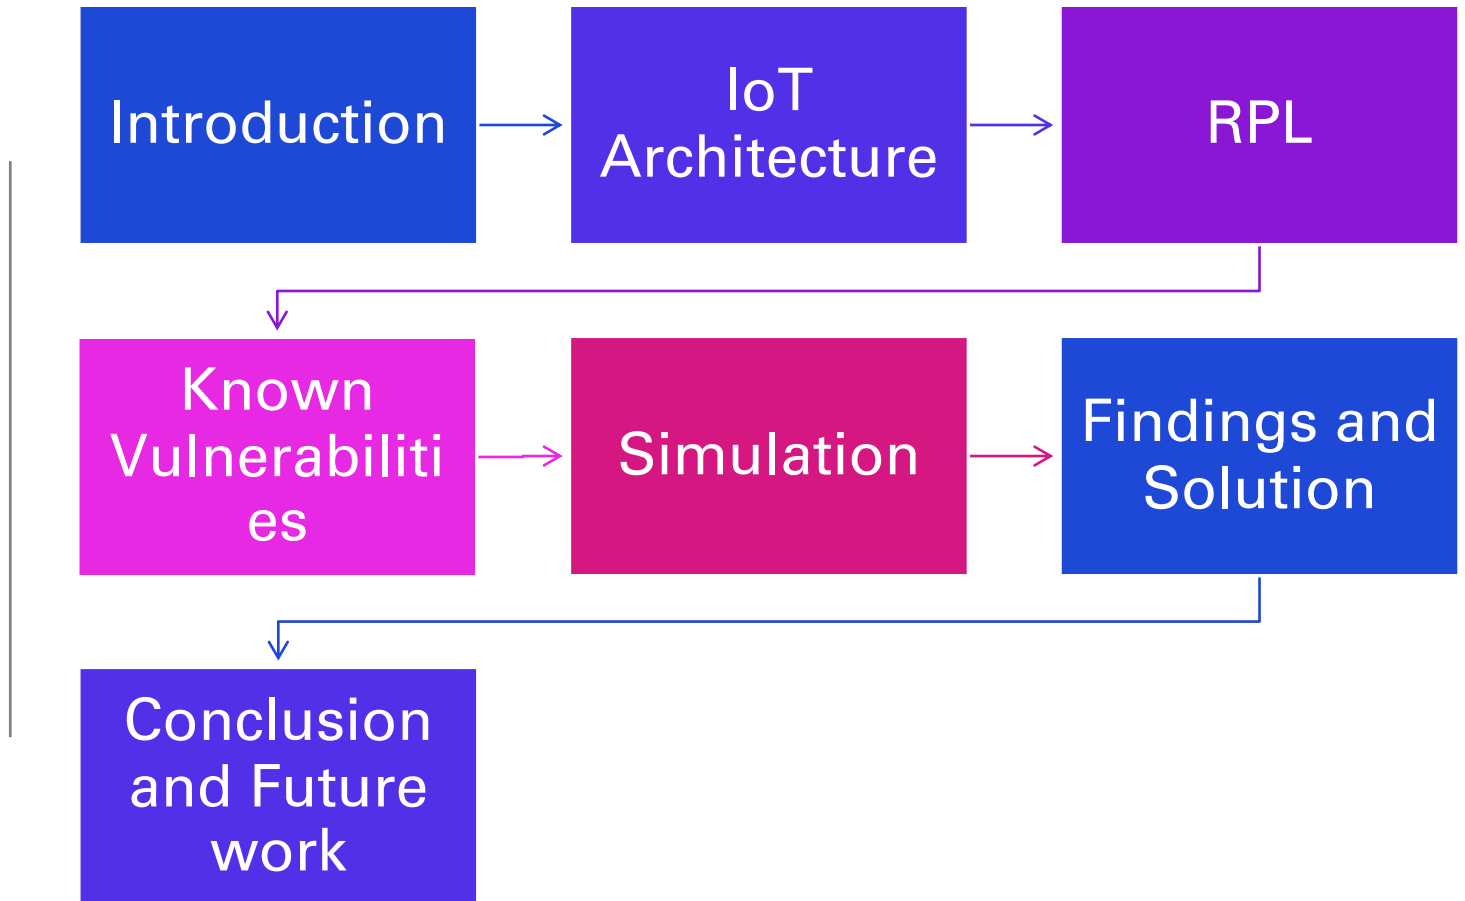 Introduction
IoT
Architecture
RPL
Known
Vulnerabiliti
es
Simulation
Findings and
Solution
Conclusion
and Future
work